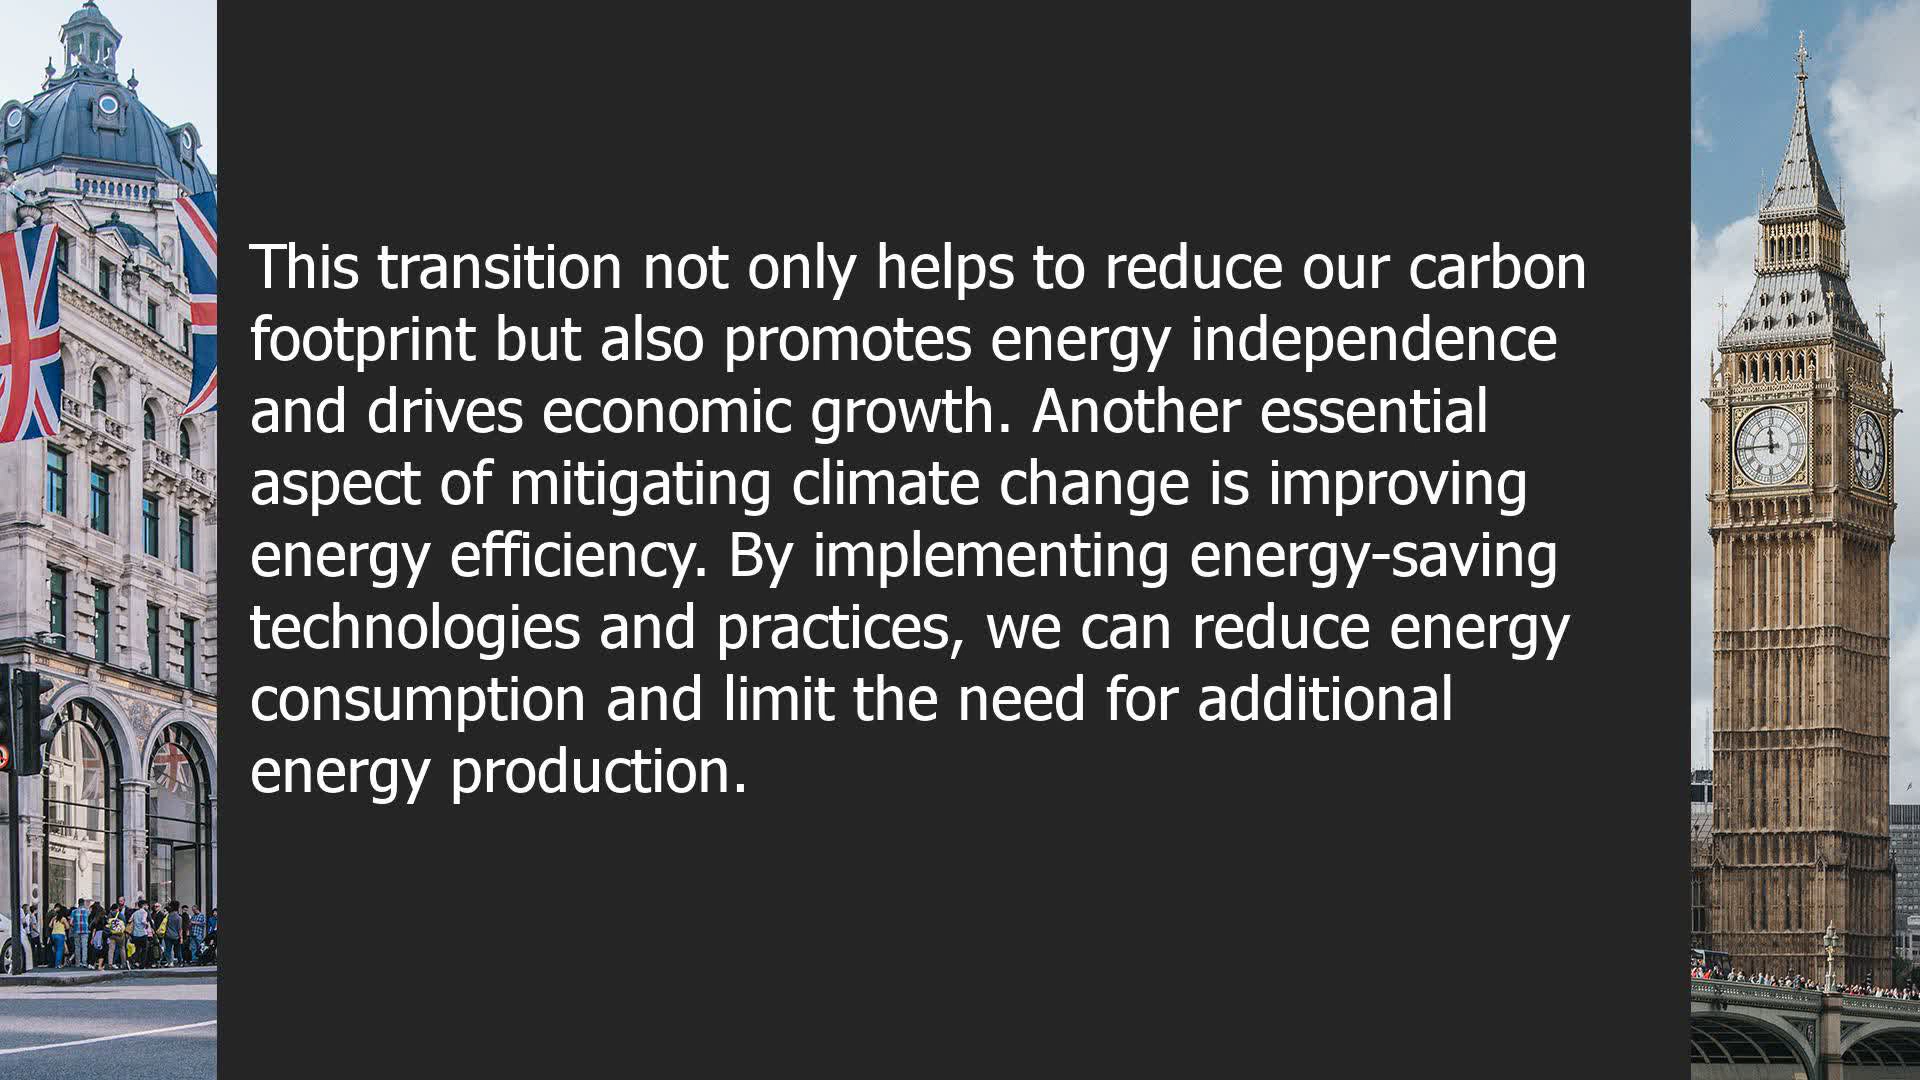 This transition not only helps to reduce our carbon
footprint but also promotes energy independence
and drives economic growth. Another essential
aspect of mitigating climate change is improving
energy efficiency. By implementing energy-saving
technologies and practices, we can reduce energy
consumption and limit the need for additional
energy production.